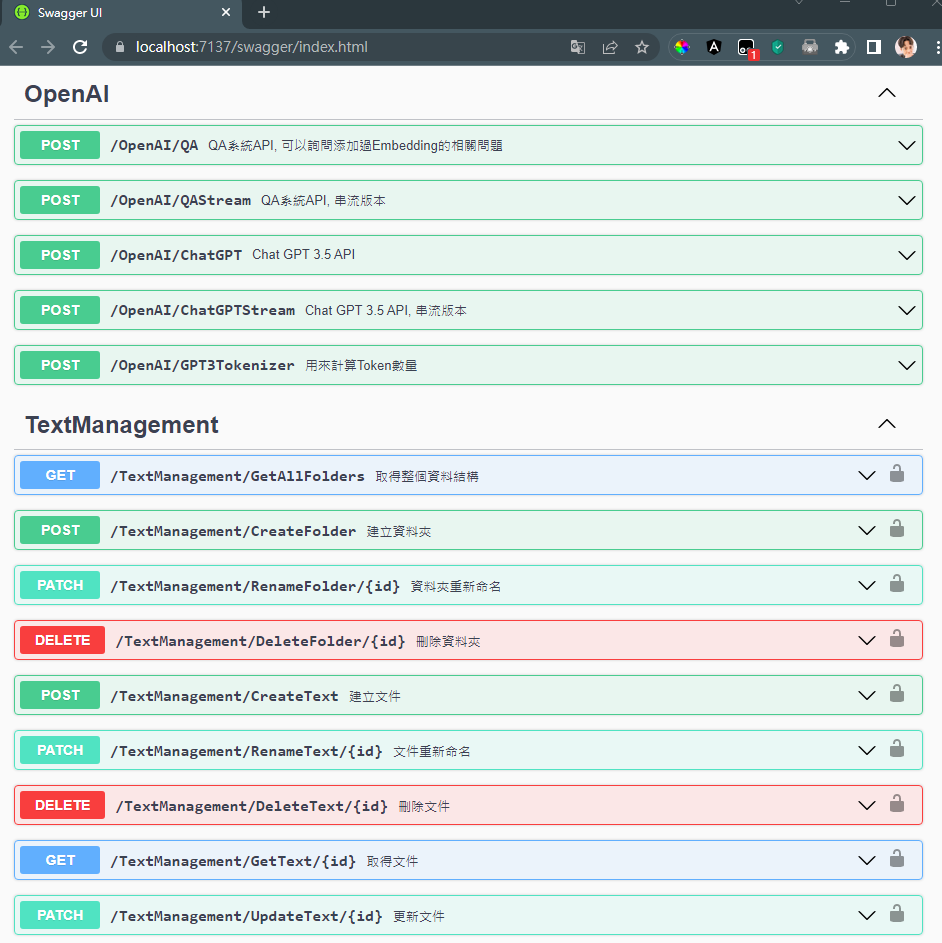 Swagger UI
localhost:7137/swagger/index.html
A
1
OpenAI
POST /OpenAI/QA QA系統API, 可以詢問添加過Embedding的相關問題
POST /OpenAI/QAStream QA系統API, 串流版本
POST /OpenAI/ChatGPT Chat GPT 3.5 API
POST /OpenAI/ChatGPTStream Chat GPT 3.5 API, 串流版本
POST /OpenAI/GPT3Tokenizer 用來計算Token數量
TextManagement
GET /TextManagement/GetAllFolders 取得整個資料結構
POST /TextManagement/CreateFolder 建立資料夾
PATCH /TextManagement/RenameFolder/{id} 資料夾重新命名
DELETE /TextManagement/DeleteFolder/{id} 刪除資料夾
POST /TextManagement/CreateText 建立文件
PATCH /TextManagement/RenameText/{id} 文件重新命名
DELETE /TextManagement/DeleteText/{id} 刪除文件
GET /TextManagement/GetText/{id} 取得文件
PATCH /TextManagement/UpdateText/{id} 更新文件